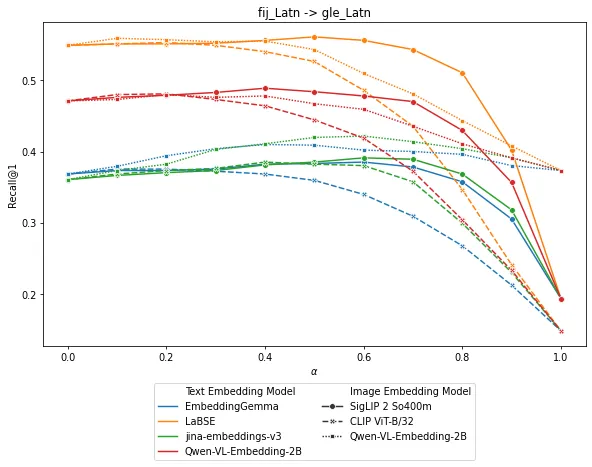 fij_Latn -> gle_Latn
Recall@1
0.5
0.4
0.3
0.2
0.0 0.2 0.4 0.6 0.8 1.0
α
Text Embedding Model Image Embedding Model
EmbeddingGemma SigLIP 2 So400m
LaBSE CLIP ViT-B/32
jina-embeddings-v3 Qwen-VL-Embedding-2B
Qwen-VL-Embedding-2B